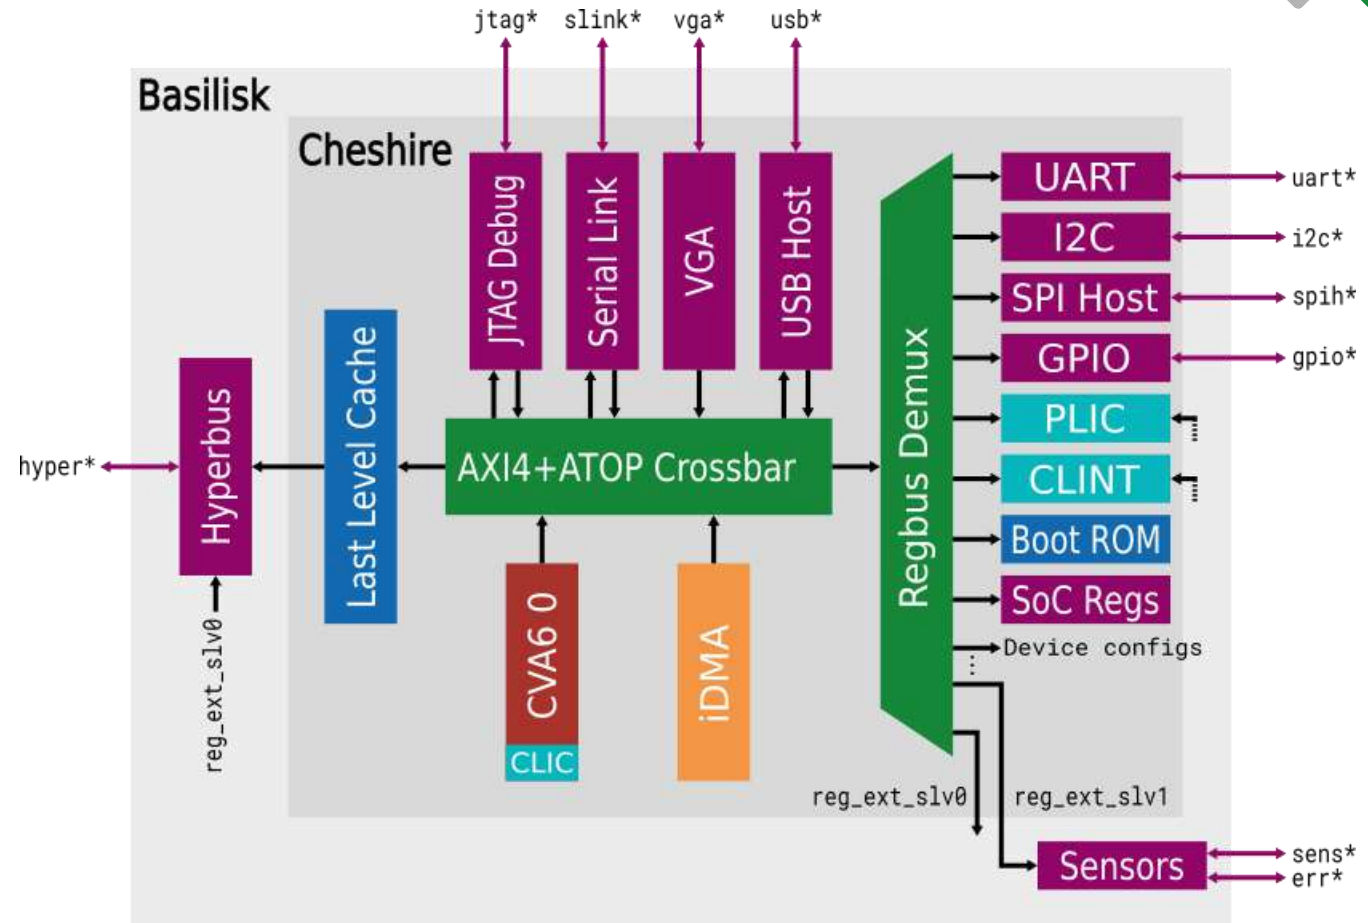 jtag* slink* vga* usb*
Basilisk
Cheshire
JTAG Debug
Serial Link
VGA
USB Host
UART
uart*
I2C
i2c*
SPI Host
spih*
GPIO
gpio*
PLIC
CLINT
Boot ROM
SoC Regs
Device configs
Regbus Demux
AXI4+ATOP Crossbar
Last Level Cache
Hyperbus
hyper*
reg_ext_slv0
CVA6 0
CLIC
iDMA
reg_ext_slv0
reg_ext_slv1
Sensors
sens*
err*